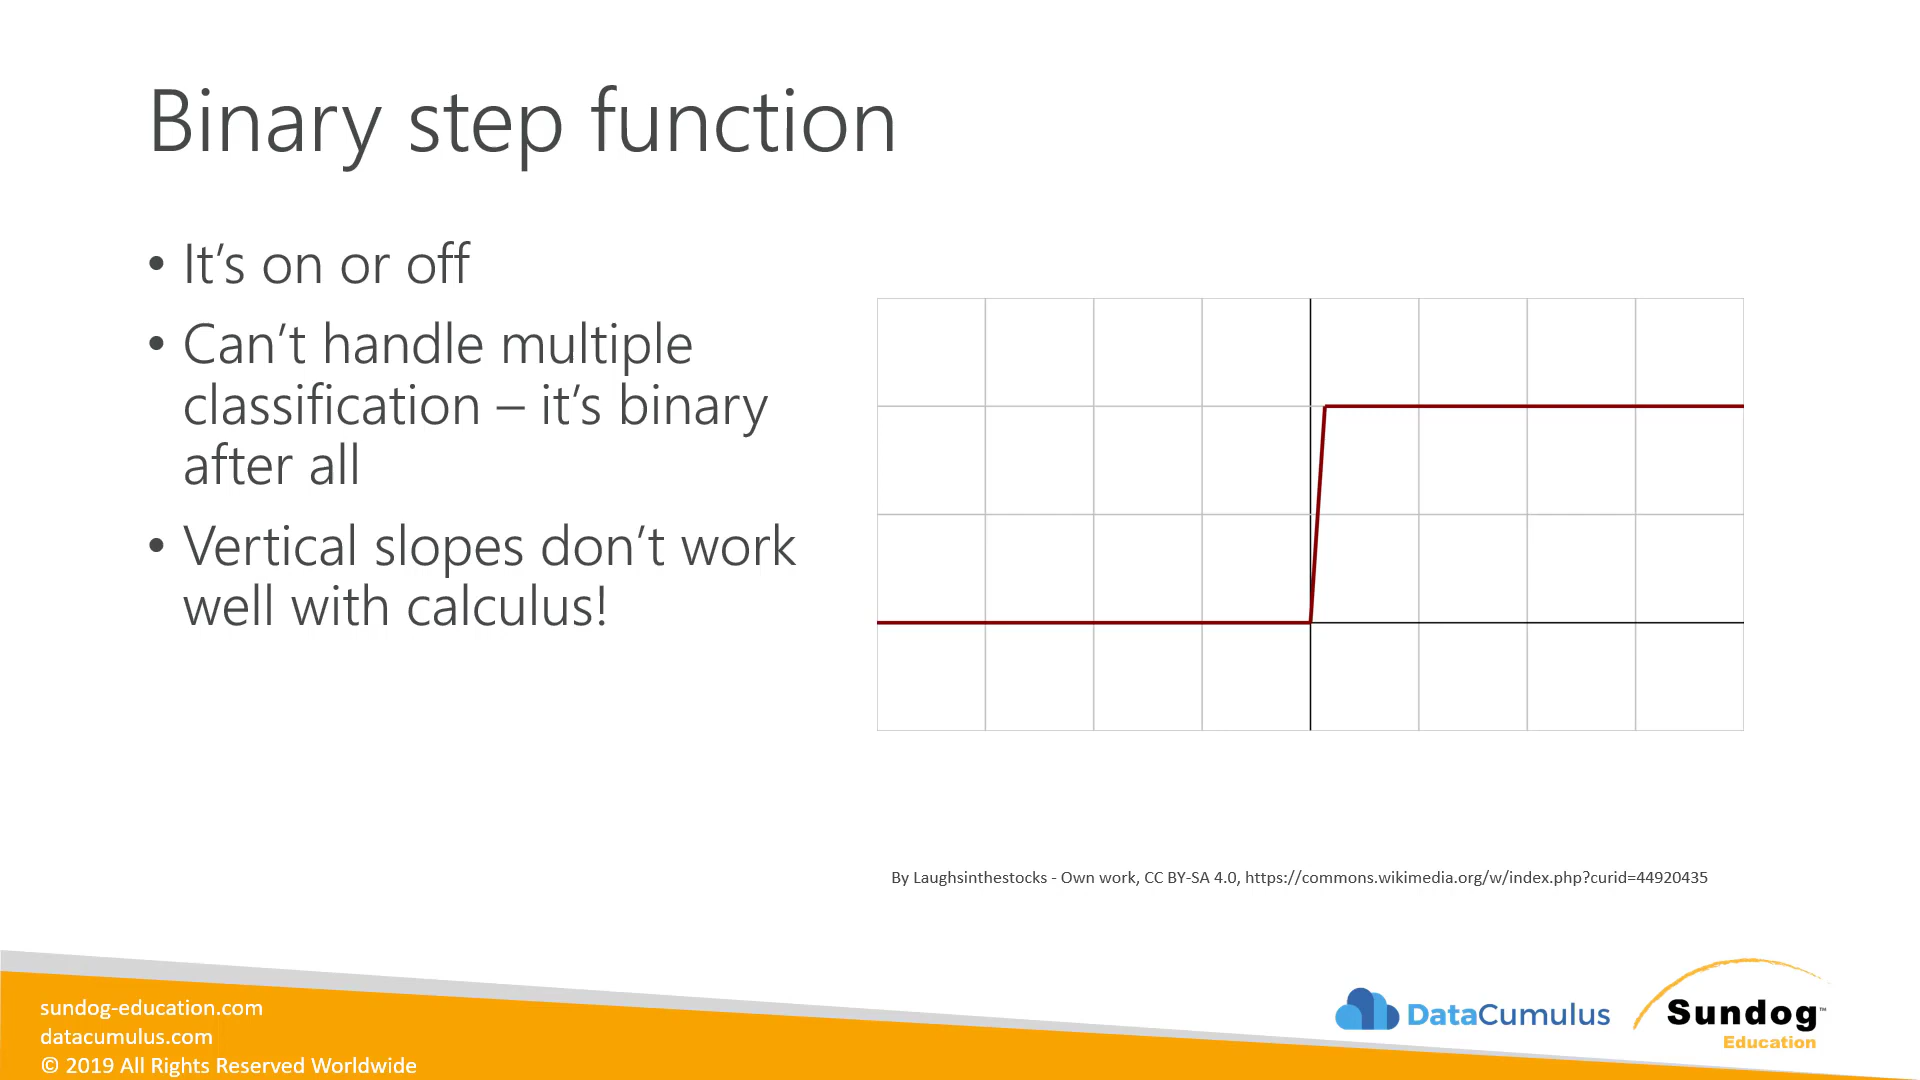 Binary step function
• It’s on or off
• Can’t handle multiple
classification – it’s binary
after all
• Vertical slopes don’t work
well with calculus!
By Laughsinthestocks - Own work, CC BY-SA 4.0, https://commons.wikimedia.org/w/index.php?curid=44920435
sundog-education.com
datacumulus.com
© 2019 All Rights Reserved Worldwide
DataCumulus
Sundog™
Education